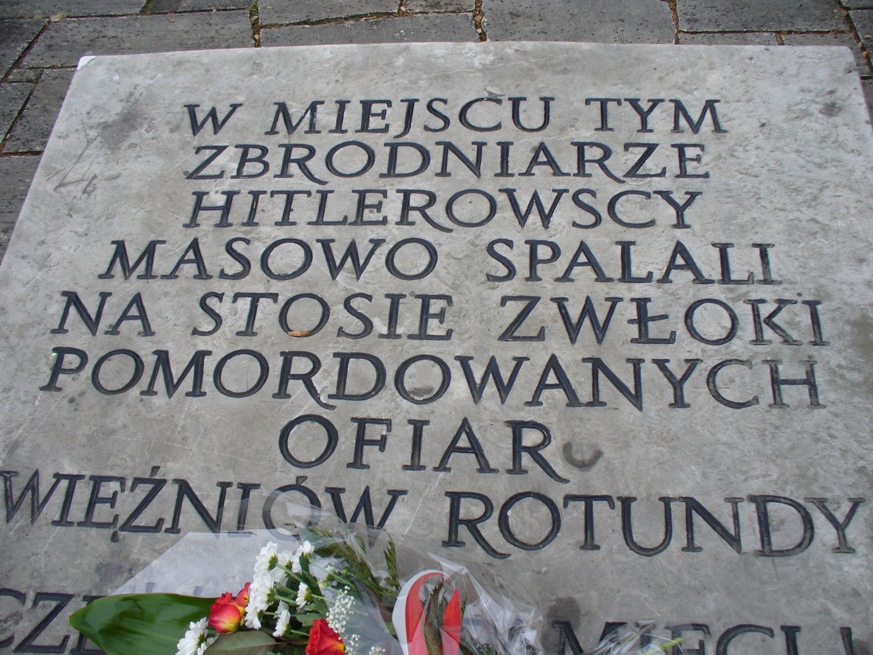 W MIEJSCU TYM
ZBRODNIARZE
HITLEROWSCY
MASOWO SPALALI
NA STOSIE ZWŁOKI
POMORDOWANYCH
OFIAR
WIĘŹNIÓW ROTUNDY